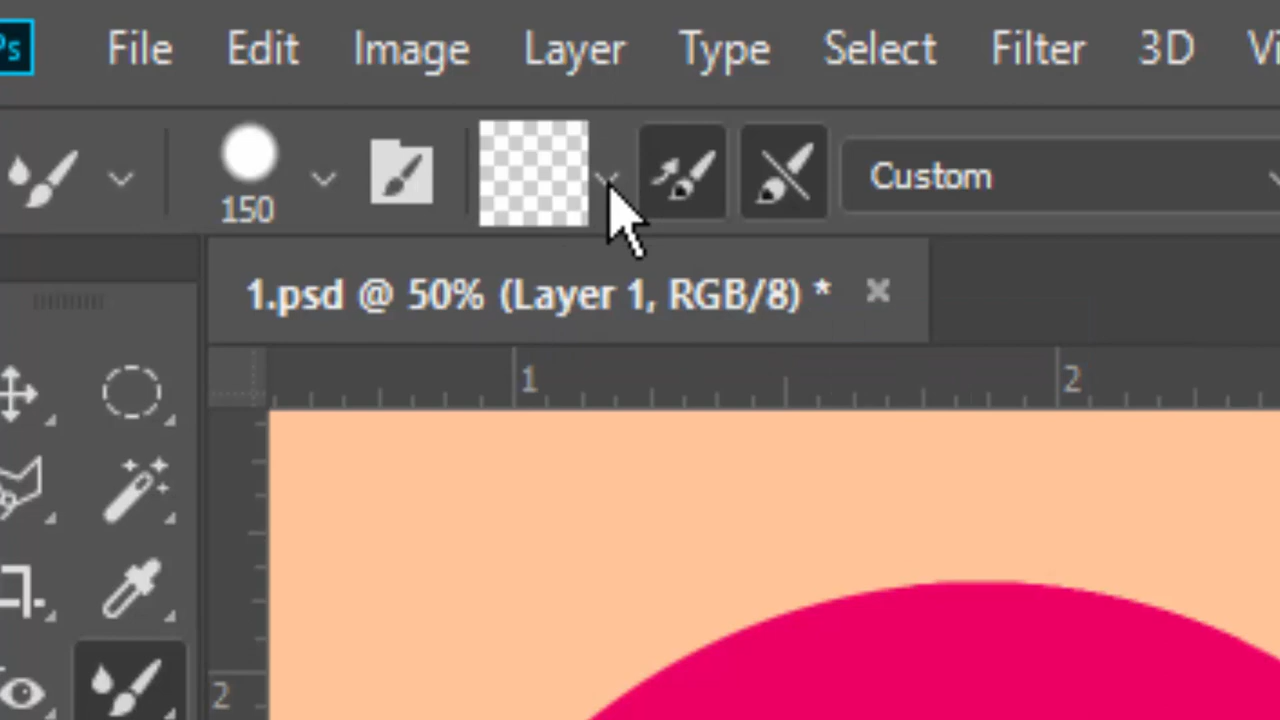 Ps File Edit Image Layer Type Select Filter 3D
150 Custom
1.psd @ 50% (Layer 1, RGB/8) *
1 2
2